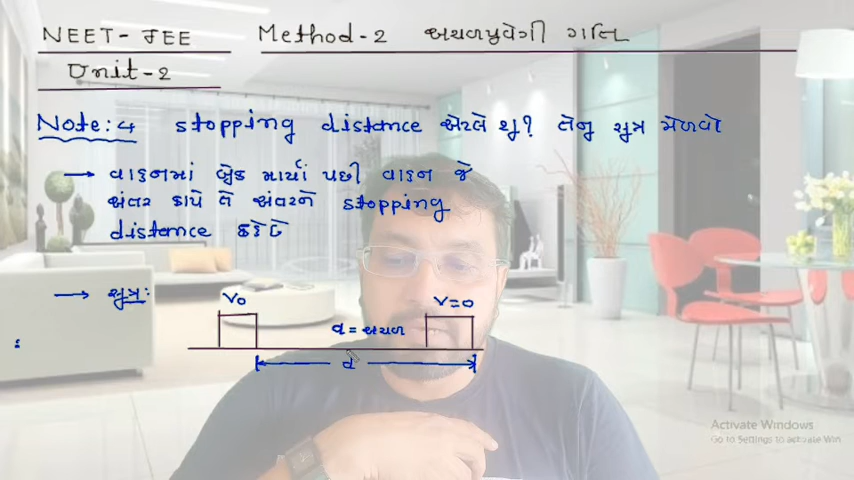 NEET - JEE Method-2 અચળપ્રવેગી ગતિ
Unit-2
Note:4 stopping distance એટલે શું? તેનુ સુત્ર મેળવો
→ વાહનમાં બ્રેક માર્યા પછી વાહન જે
અંતર કાપે તે અંતરને stopping
distance કહેછે
→ સુત્ર:
v₀ v=0
a = અચળ
d
Activate Windows
Go to Settings to activate Win